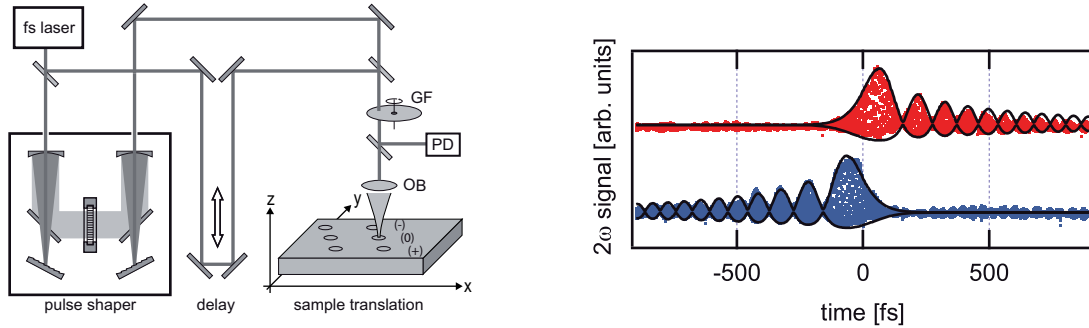 fs laser
GF
PD
OB
z
y
(-)
(0)
(+)
x
pulse shaper
delay
sample translation
2ω signal [arb. units]
-500
0
500
time [fs]